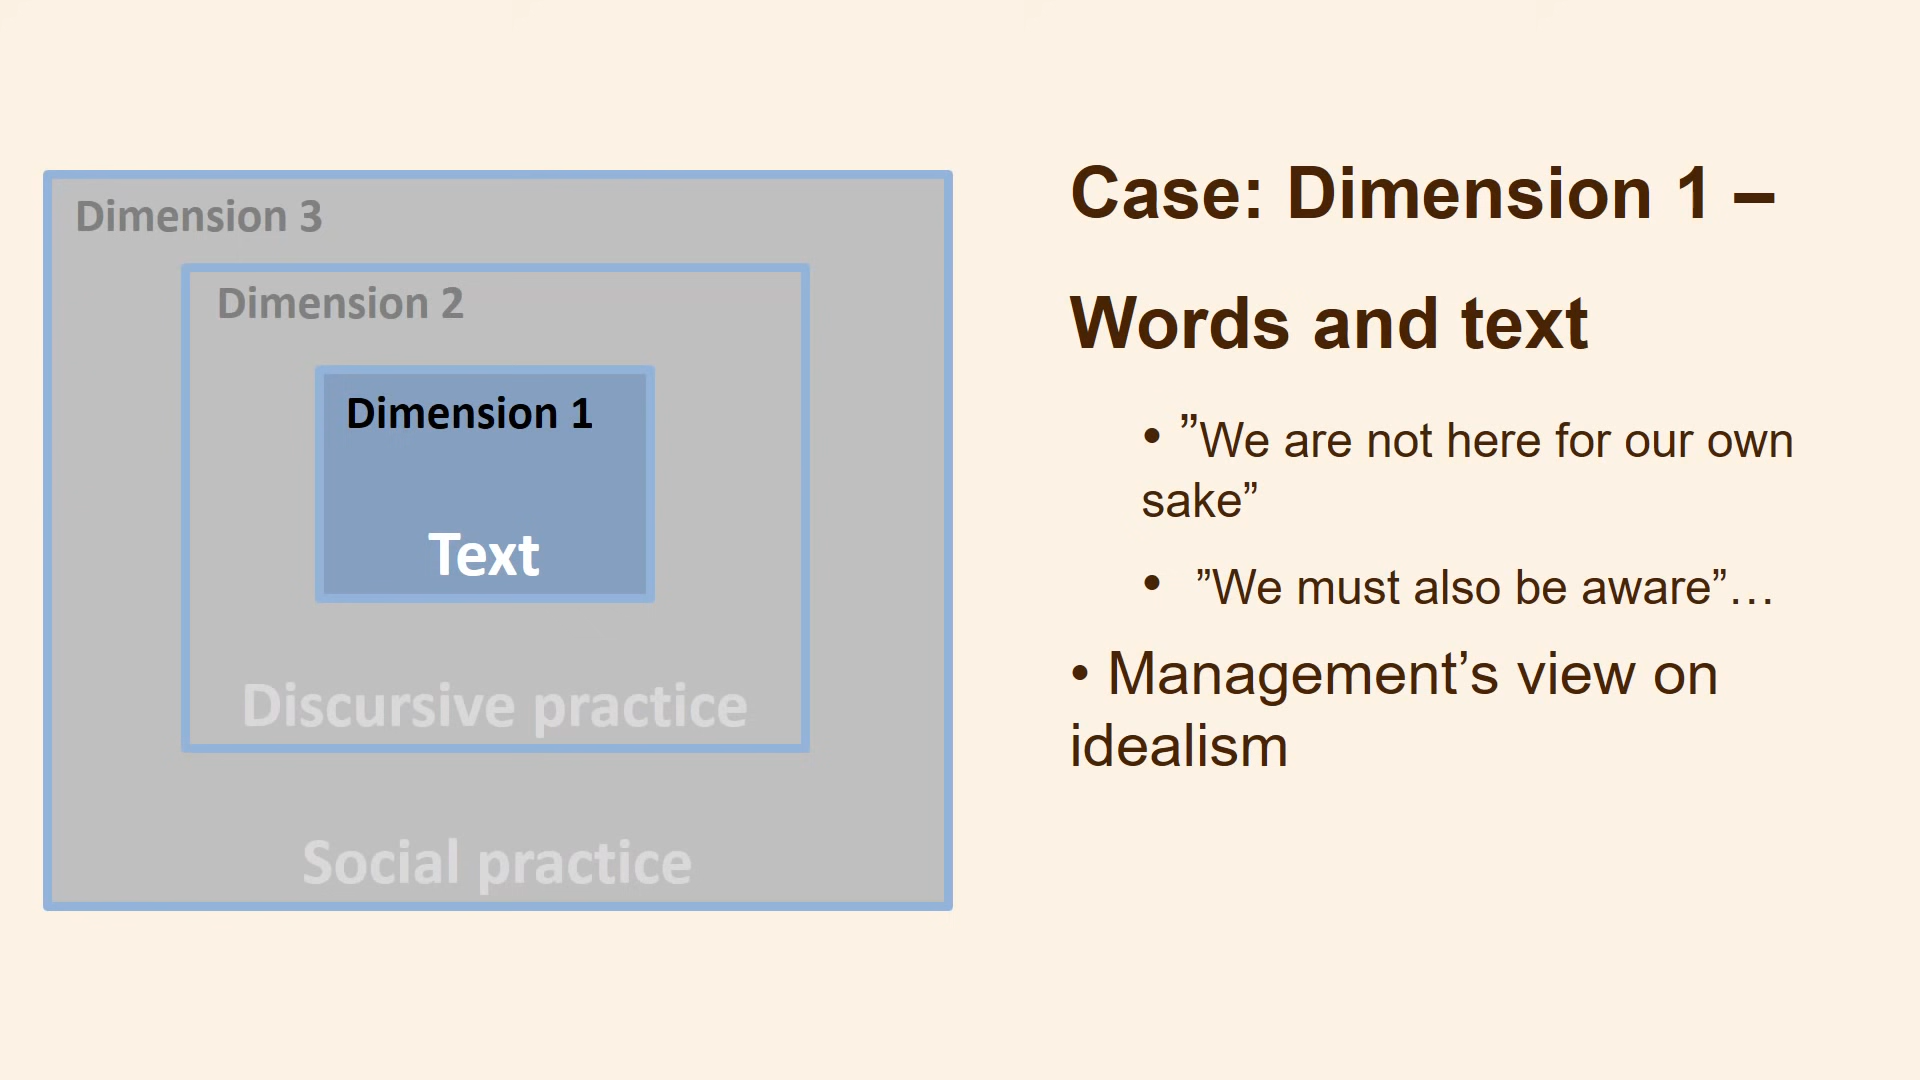 Dimension 3
Dimension 2
Dimension 1
Text
Discursive practice
Social practice
Case: Dimension 1 –
Words and text
• ”We are not here for our own
sake”
• ”We must also be aware”…
• Management’s view on
idealism